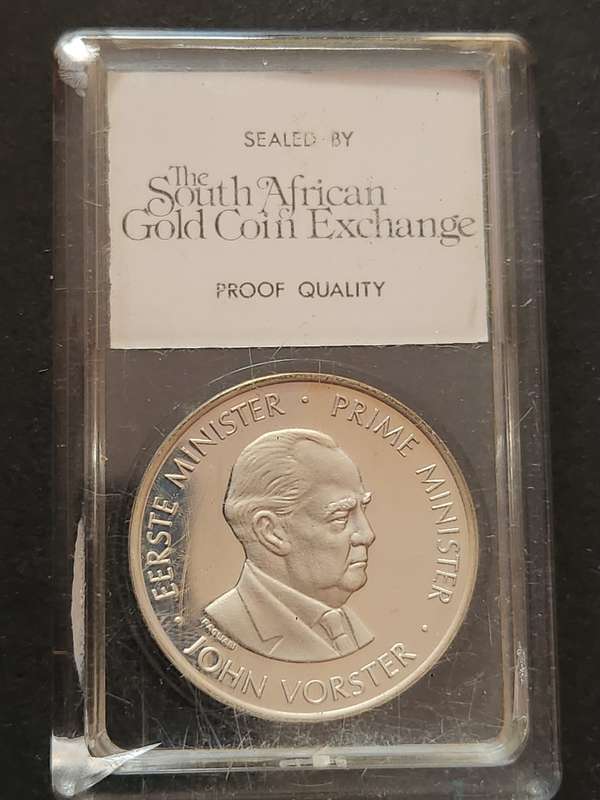 SEALED BY
The
South African
Gold Coin Exchange
PROOF QUALITY
· EERSTE MINISTER · PRIME MINISTER ·
JOHN VORSTER